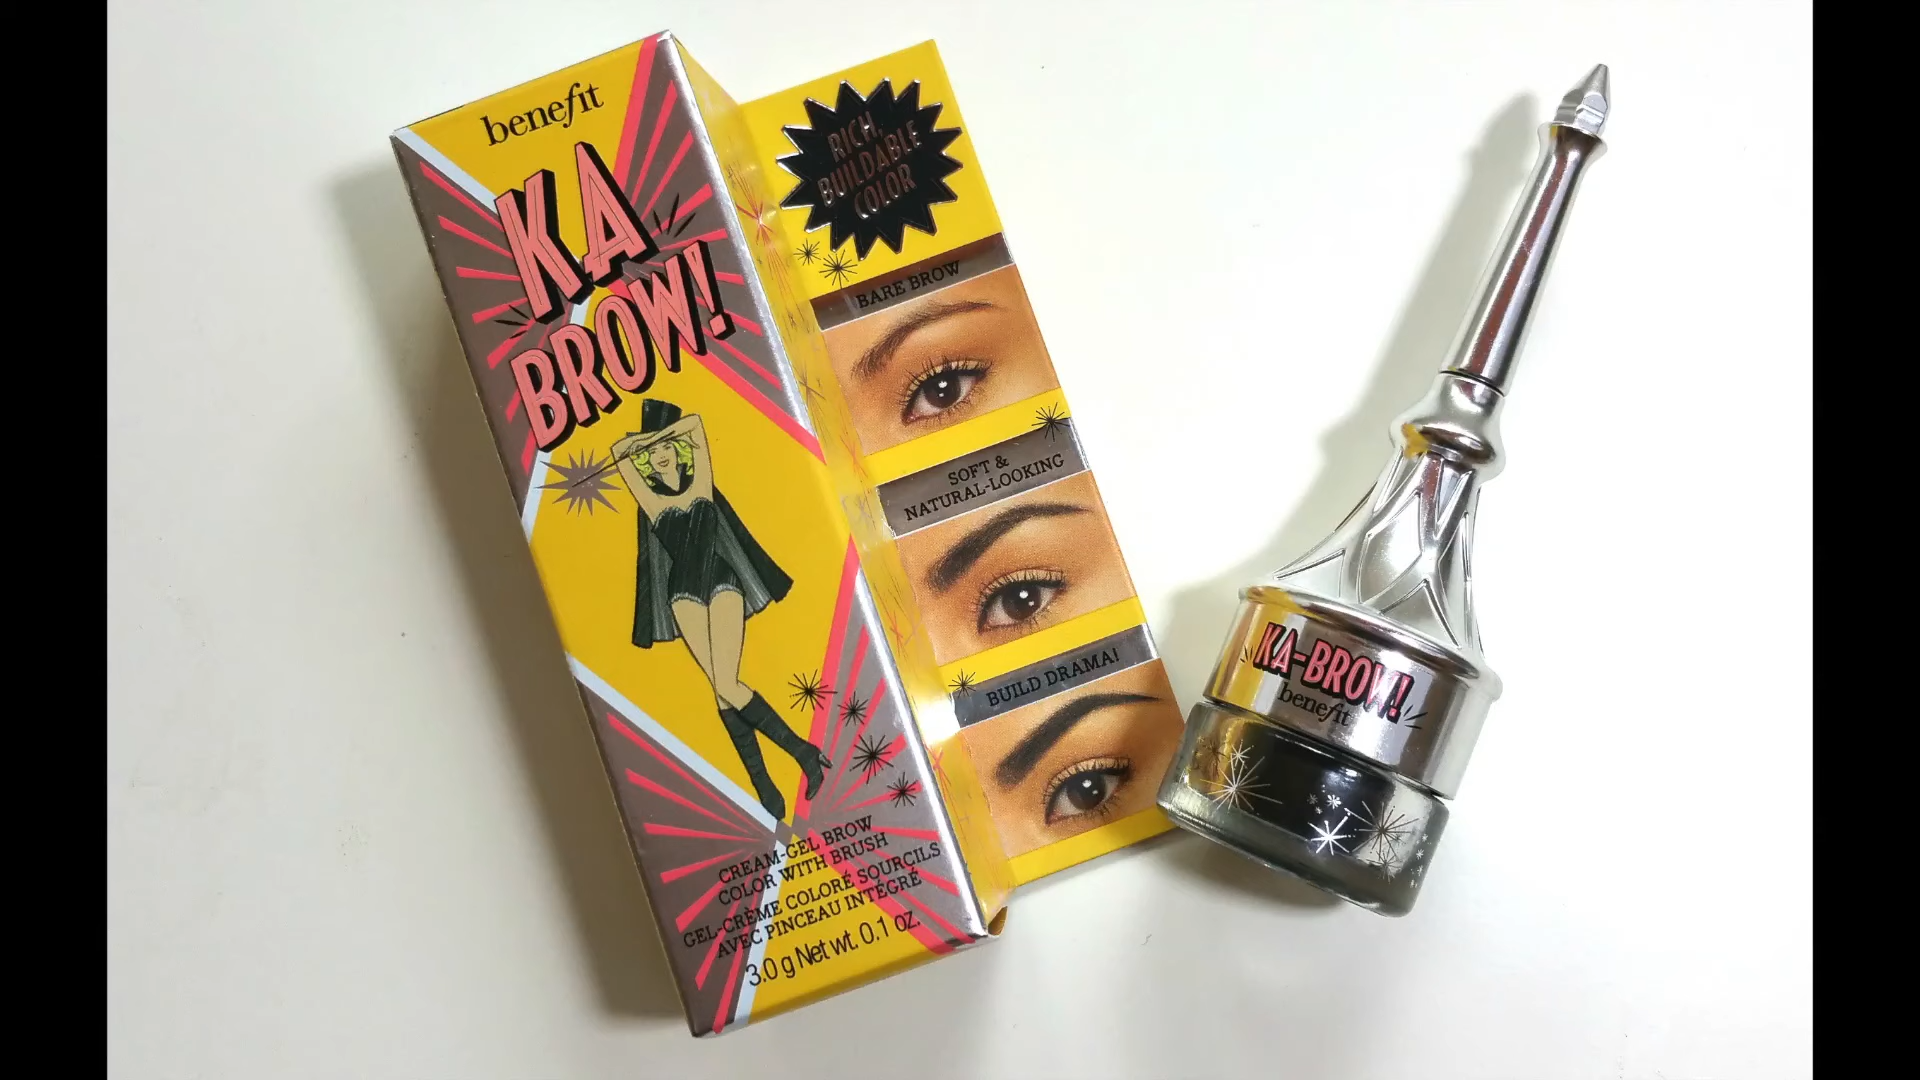 benefit
KA
BROW!
CREAM-GEL BROW
COLOR WITH BRUSH
GEL-CRÈME COLORÉ SOURCILS
AVEC PINCEAU INTÉGRÉ
3.0 g Net wt. 0.1 oz.
RICH,
BUILDABLE
COLOR
BARE BROW
SOFT &
NATURAL-LOOKING
BUILD DRAMA!
KA-BROW!
benefit